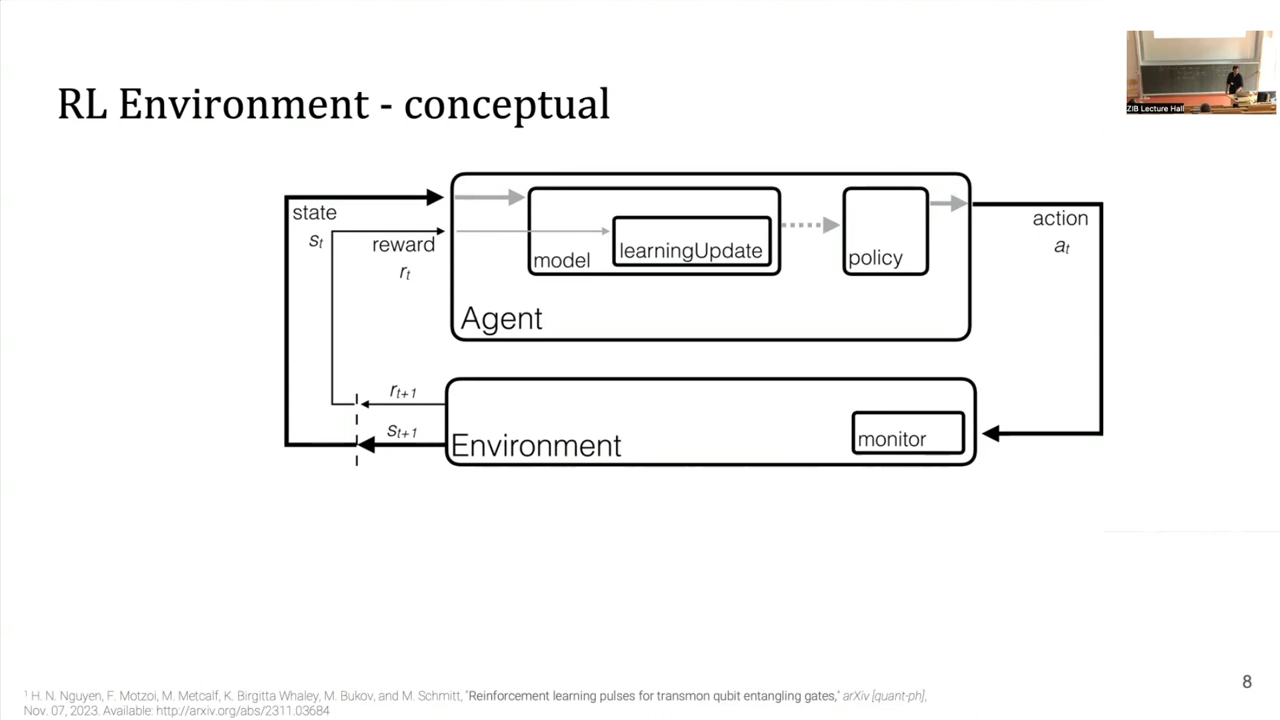 RL Environment - conceptual
ZIB Lecture Hall
state
sₜ
reward
rₜ
model
learningUpdate
policy
Agent
action
aₜ
rₜ₊₁
sₜ₊₁
Environment
monitor
¹ H. N. Nguyen, F. Motzoi, M. Metcalf, K. Birgitta Whaley, M. Bukov, and M. Schmitt, "Reinforcement learning pulses for transmon qubit entangling gates," arXiv [quant-ph],
Nov. 07, 2023. Available: http://arxiv.org/abs/2311.03684
8